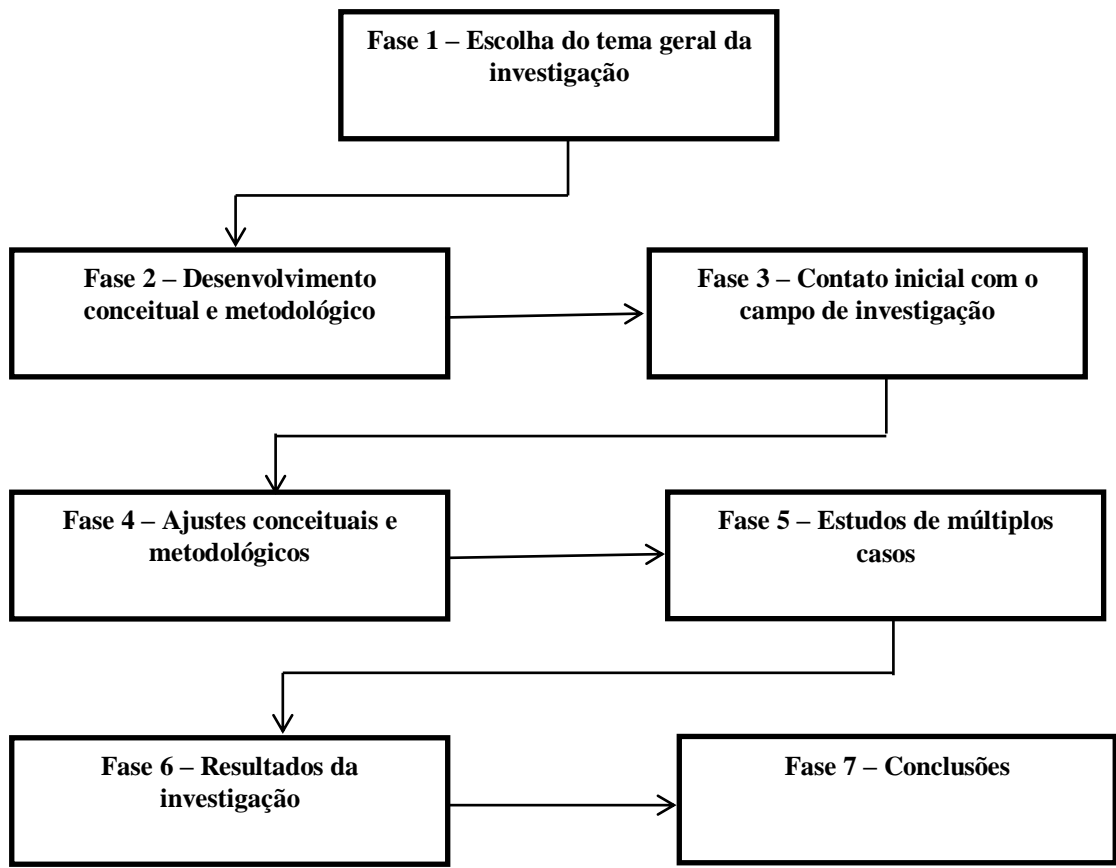 Fase 1 – Escolha do tema geral da
investigação
Fase 2 – Desenvolvimento
conceitual e metodológico
Fase 3 – Contato inicial com o
campo de investigação
Fase 4 – Ajustes conceituais e
metodológicos
Fase 5 – Estudos de múltiplos
casos
Fase 6 – Resultados da
investigação
Fase 7 – Conclusões